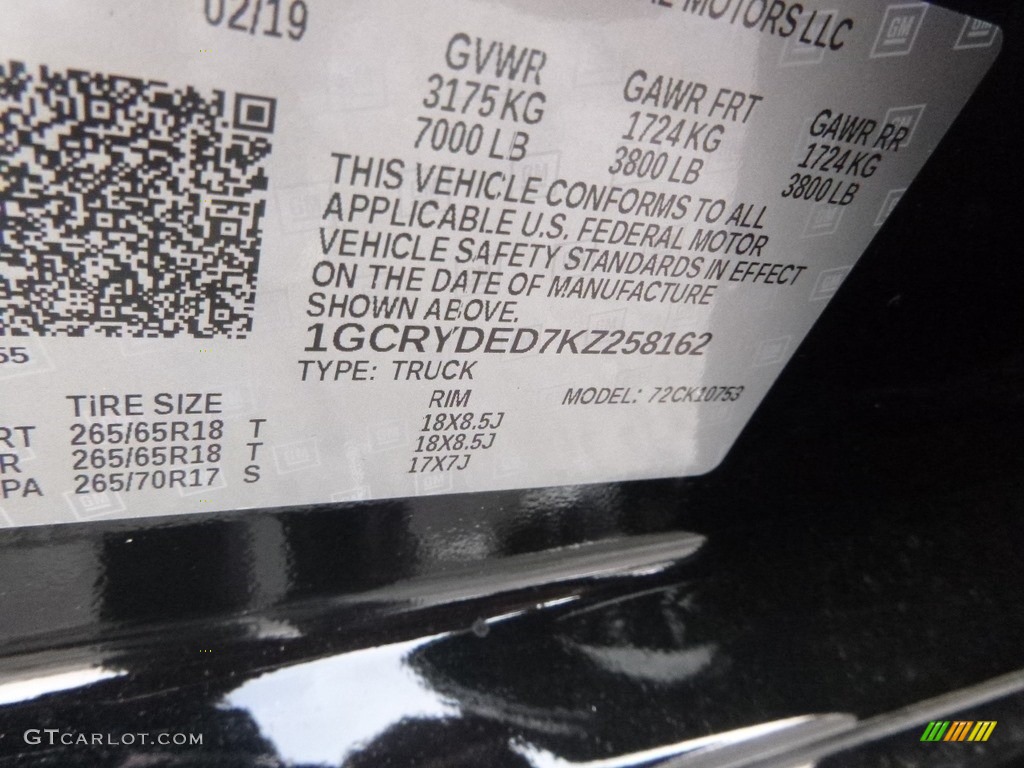 02/19
MOTORS LLC
GM
GVWR
3175 KG
7000 LB
GAWR FRT
1724 KG
3800 LB
GAWR RR
1724 KG
3800 LB
THIS VEHICLE CONFORMS TO ALL
APPLICABLE U.S. FEDERAL MOTOR
VEHICLE SAFETY STANDARDS IN EFFECT
ON THE DATE OF MANUFACTURE
SHOWN ABOVE.
1GCRYDED7KZ258162
TYPE: TRUCK
MODEL: 72CK10753
55
TIRE SIZE RIM
RT 265/65R18 T 18X8.5J
R 265/65R18 T 18X8.5J
PA 265/70R17 S 17X7J
GTCARLOT.COM